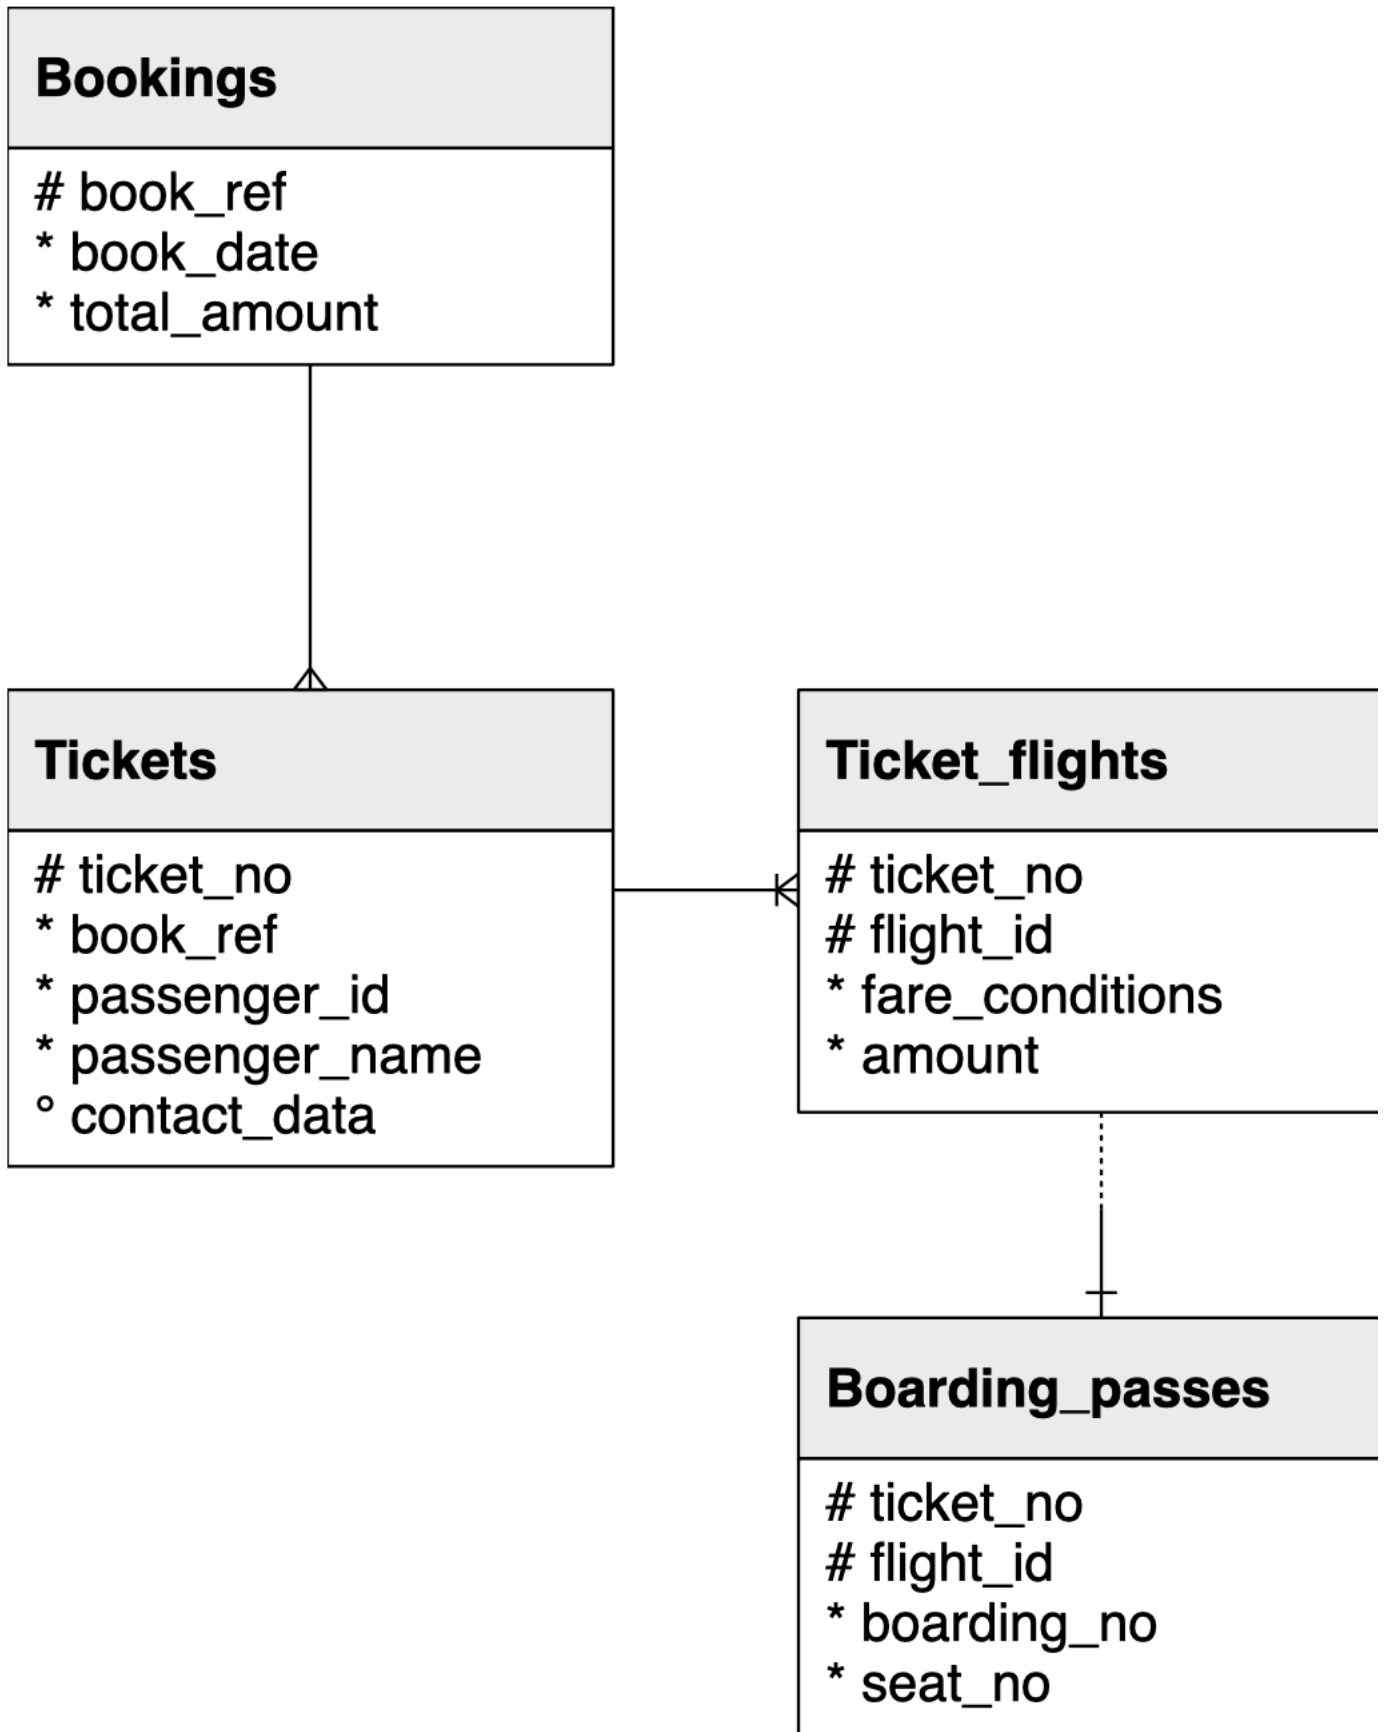 Bookings
# book_ref
* book_date
* total_amount
Tickets
# ticket_no
* book_ref
* passenger_id
* passenger_name
° contact_data
Ticket_flights
# ticket_no
# flight_id
* fare_conditions
* amount
Boarding_passes
# ticket_no
# flight_id
* boarding_no
* seat_no